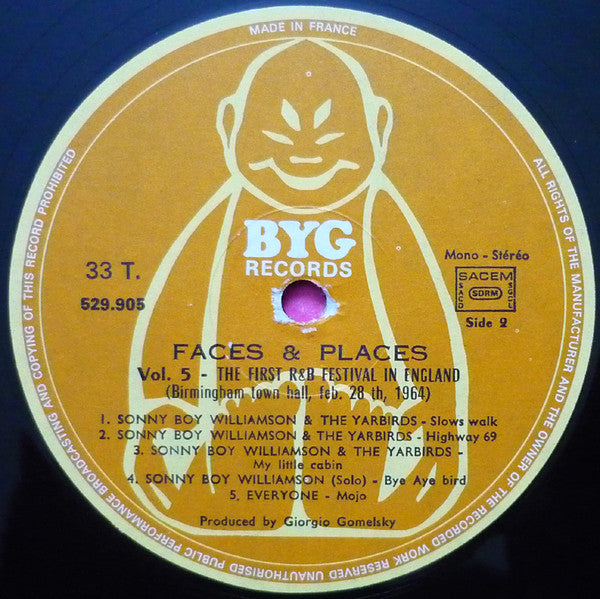 MADE IN FRANCE
ALL RIGHTS OF THE MANUFACTURER AND OF THE OWNER OF THE RECORDED WORK RESERVED UNAUTHORISED PUBLIC PERFORMANCE BROADCASTING AND COPYING OF THIS RECORD PROHIBITED
BYG
RECORDS
33 T.
529.905
Mono - Stéréo
SACEM
SACD
SDRM
SGDL
Side 2
FACES & PLACES
Vol. 5 - THE FIRST R&B FESTIVAL IN ENGLAND
(Birmingham town hall, feb. 28 th, 1964)
1. SONNY BOY WILLIAMSON & THE YARBIRDS - Slows walk
2. SONNY BOY WILLIAMSON & THE YARBIRDS - Highway 69
3. SONNY BOY WILLIAMSON & THE YARBIRDS -
My little cabin
4. SONNY BOY WILLIAMSON (Solo) - Bye Aye bird
5, EVERYONE - Mojo
Produced by Giorgio Gomelsky